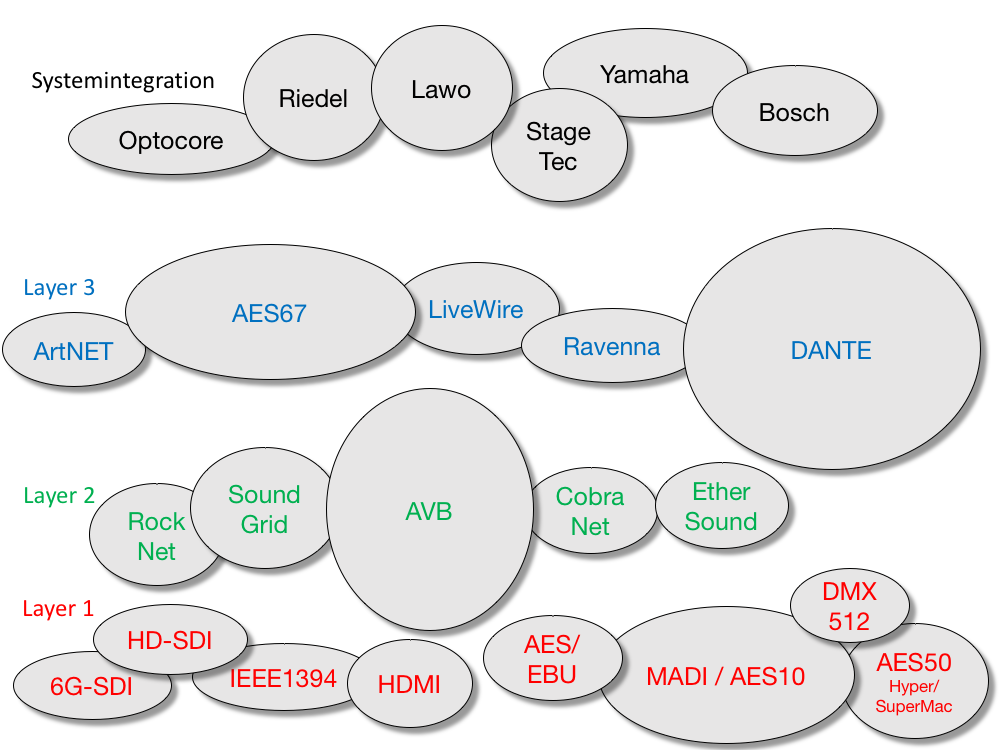 Systemintegration
Optocore
Riedel
Lawo
Stage
Tec
Yamaha
Bosch
Layer 3
ArtNET
AES67
LiveWire
Ravenna
DANTE
Layer 2
Rock
Net
Sound
Grid
AVB
Cobra
Net
Ether
Sound
Layer 1
6G-SDI
HD-SDI
IEEE1394
HDMI
AES/
EBU
MADI / AES10
DMX
512
AES50
Hyper/
SuperMac